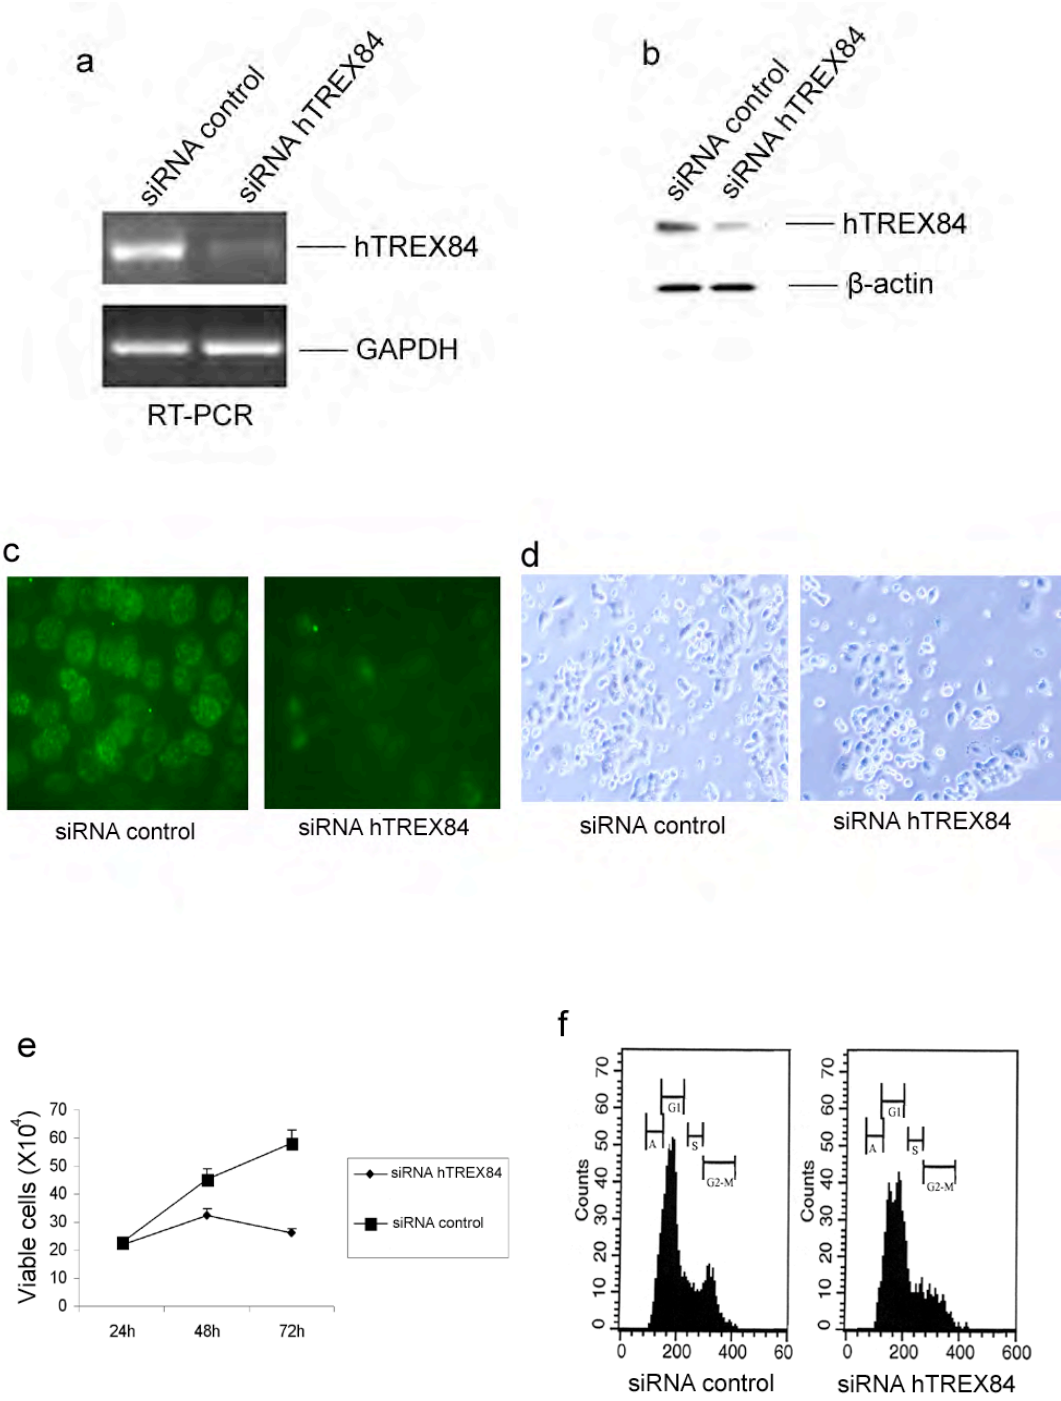 a
siRNA control
siRNA hTREX84
hTREX84
GAPDH
RT-PCR
b
siRNA control
siRNA hTREX84
hTREX84
β-actin
c
siRNA control
siRNA hTREX84
d
siRNA control
siRNA hTREX84
e
Viable cells (X10⁴)
70
60
50
40
30
20
10
0
24h
48h
72h
siRNA hTREX84
siRNA control
f
Counts
70
60
50
40
30
20
10
0
G1
A
S
G2-M
0 200 400 60
siRNA control
Counts
70
60
50
40
30
20
10
0
G1
A
S
G2-M
0 200 400 600
siRNA hTREX84